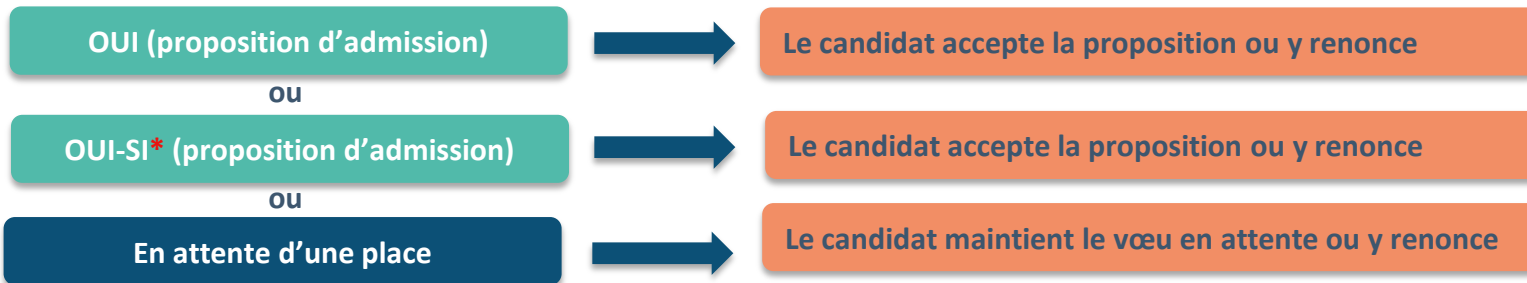 OUI (proposition d’admission)
Le candidat accepte la proposition ou y renonce
ou
OUI-SI* (proposition d’admission)
Le candidat accepte la proposition ou y renonce
ou
En attente d’une place
Le candidat maintient le vœu en attente ou y renonce